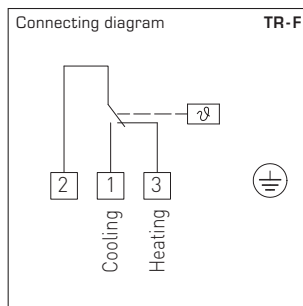 Connecting diagram TR-F
ϑ
2 1 3
Cooling
Heating